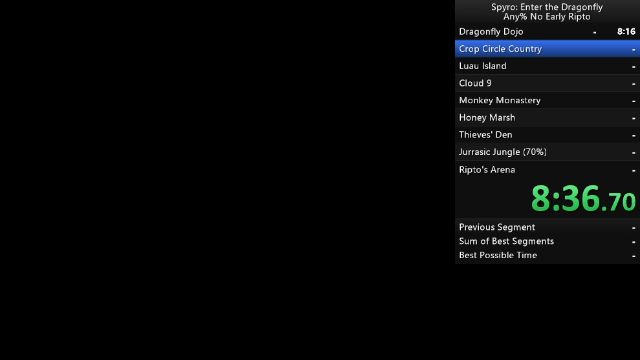 Spyro: Enter the Dragonfly
Any% No Early Ripto
Dragonfly Dojo - 8:16
Crop Circle Country -
Luau Island -
Cloud 9 -
Monkey Monastery -
Honey Marsh -
Thieves' Den -
Jurrasic Jungle (70%) -
Ripto's Arena -
8:36.70
Previous Segment -
Sum of Best Segments -
Best Possible Time -